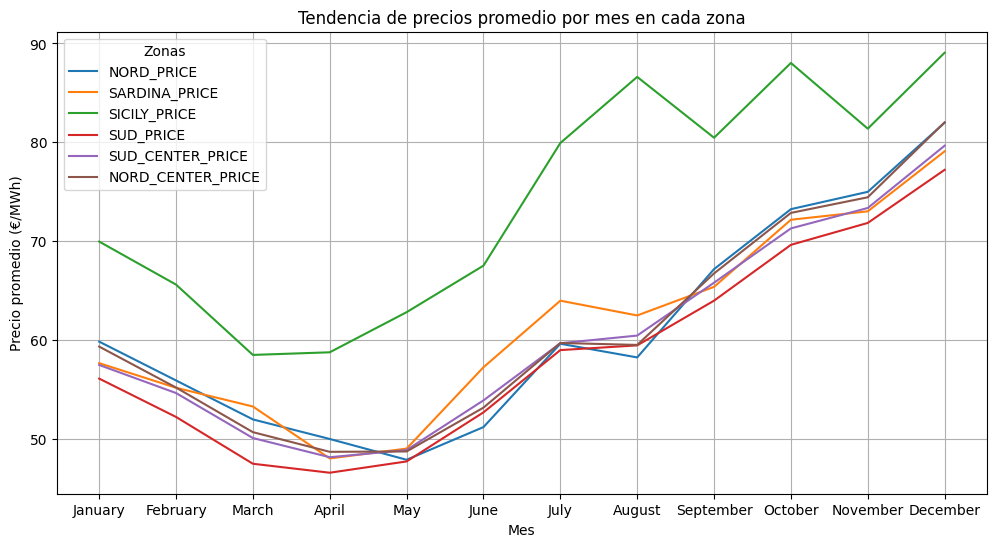 Tendencia de precios promedio por mes en cada zona
Zonas
NORD_PRICE
SARDINA_PRICE
SICILY_PRICE
SUD_PRICE
SUD_CENTER_PRICE
NORD_CENTER_PRICE
Precio promedio (€/MWh)
90
80
70
60
50
January February March April May June July August September October November December
Mes